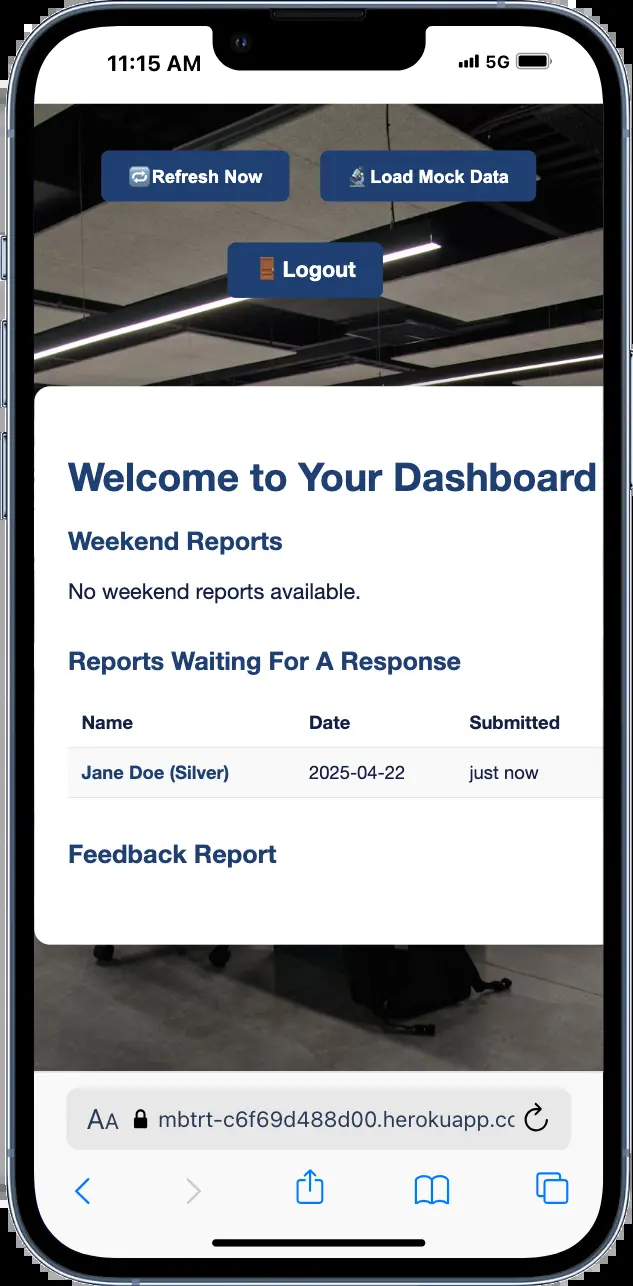 11:15 AM 5G
Refresh Now Load Mock Data
Logout
Welcome to Your Dashboard
Weekend Reports
No weekend reports available.
Reports Waiting For A Response
Name Date Submitted
Jane Doe (Silver) 2025-04-22 just now
Feedback Report
AA mbtrt-c6f69d488d00.herokuapp.cc